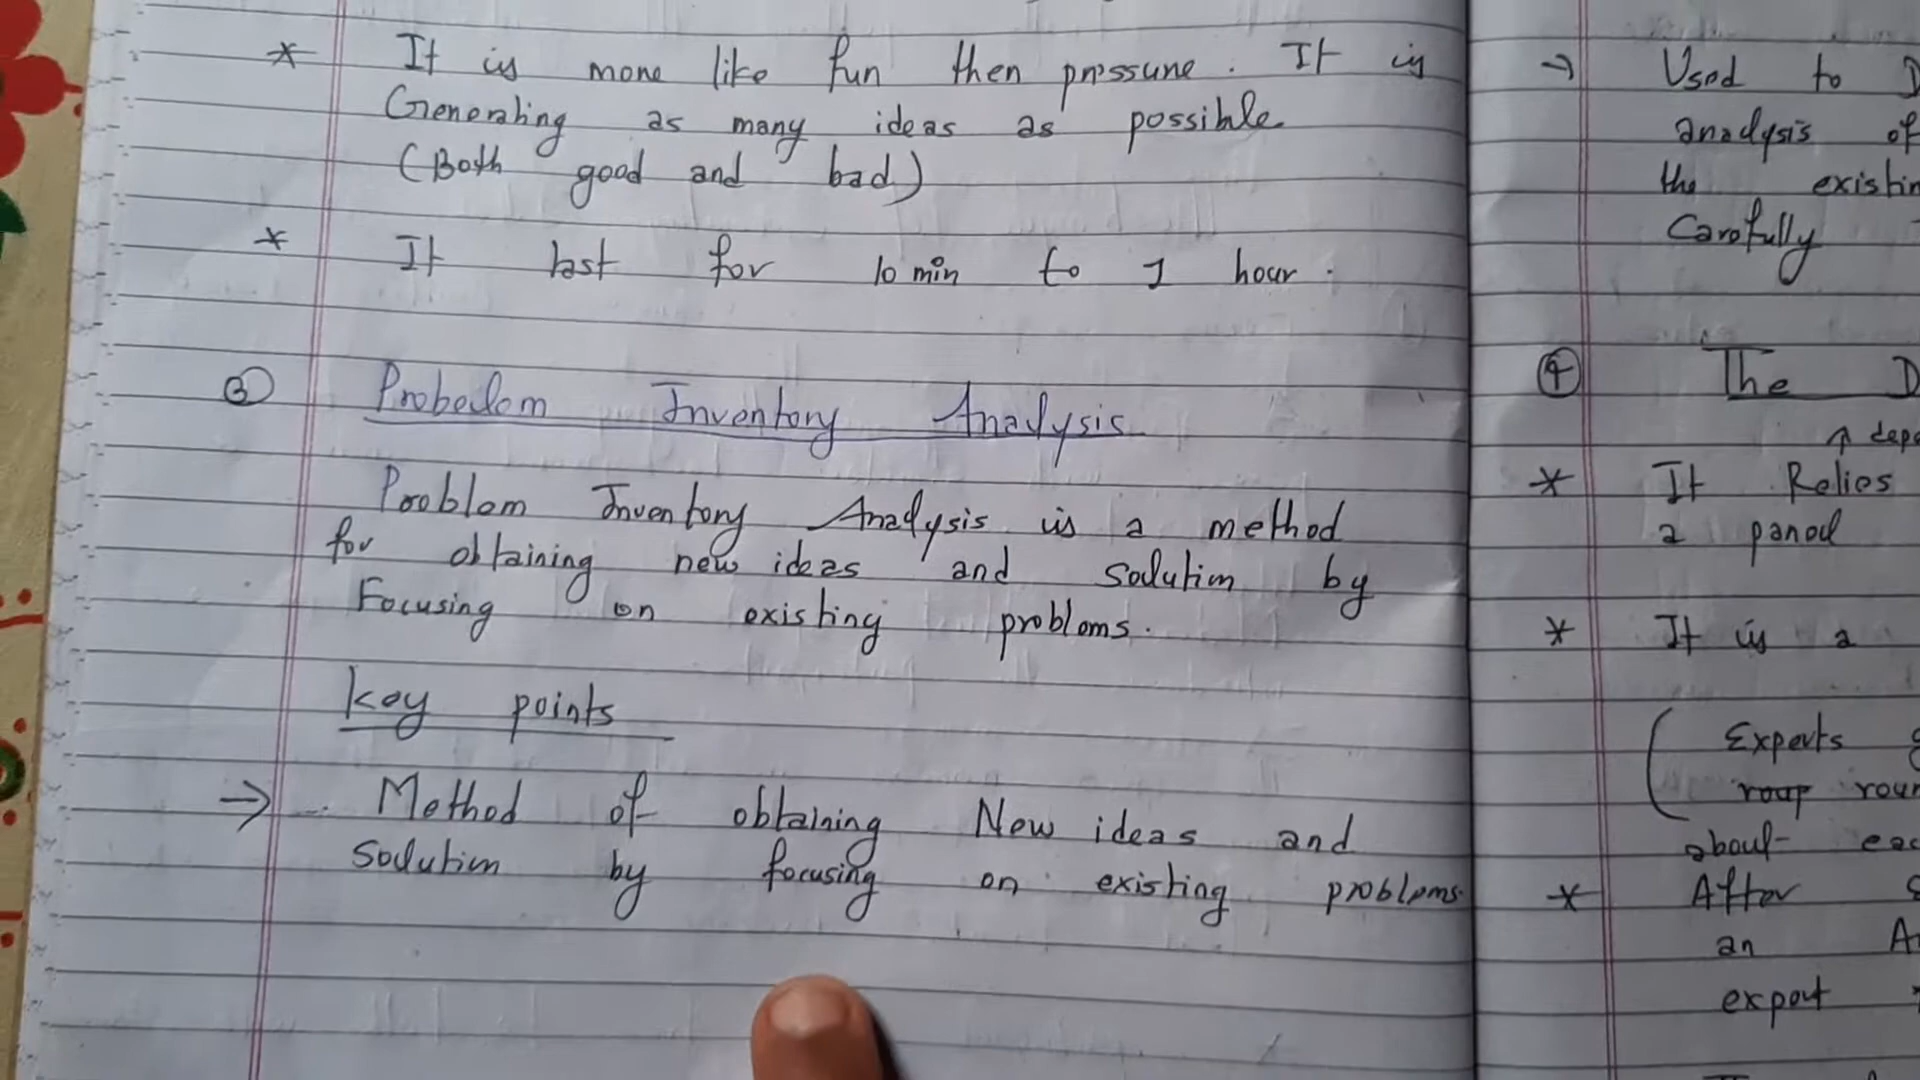 * It is more like fun then pressure. It is
Generating as many ideas as possible
(Both good and bad)
* It last for 10 min to 1 hour.
③ Probelem Inventory Analysis
Problem Inventory Analysis is a method
for obtaining new ideas and solution by
Focusing on existing problems.
key points
→ Method of obtaining New ideas and
Solution by focusing on existing problems.
→ Used to
analysis of
the
Carefully
④ The
* It Relies
a panel
* It is a
(Experts
about
* After
an
expert